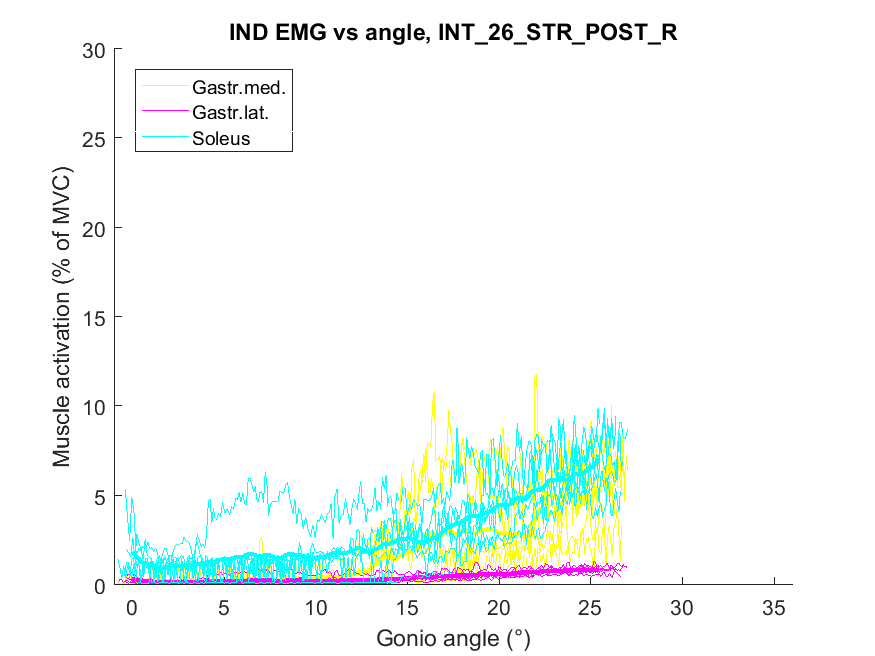 IND EMG vs angle, INT_26_STR_POST_R
30
25
20
15
10
5
0
Muscle activation (% of MVC)
Gastr.med.
Gastr.lat.
Soleus
0 5 10 15 20 25 30 35
Gonio angle (°)